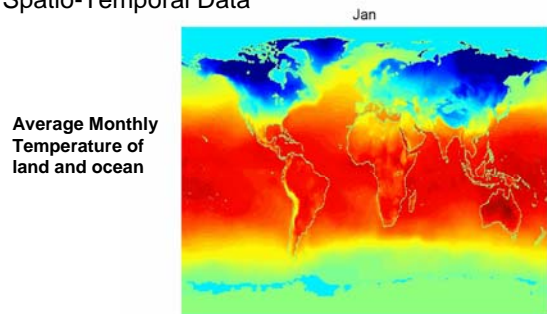 Spatio-Temporal Data
Jan
Average Monthly
Temperature of
land and ocean